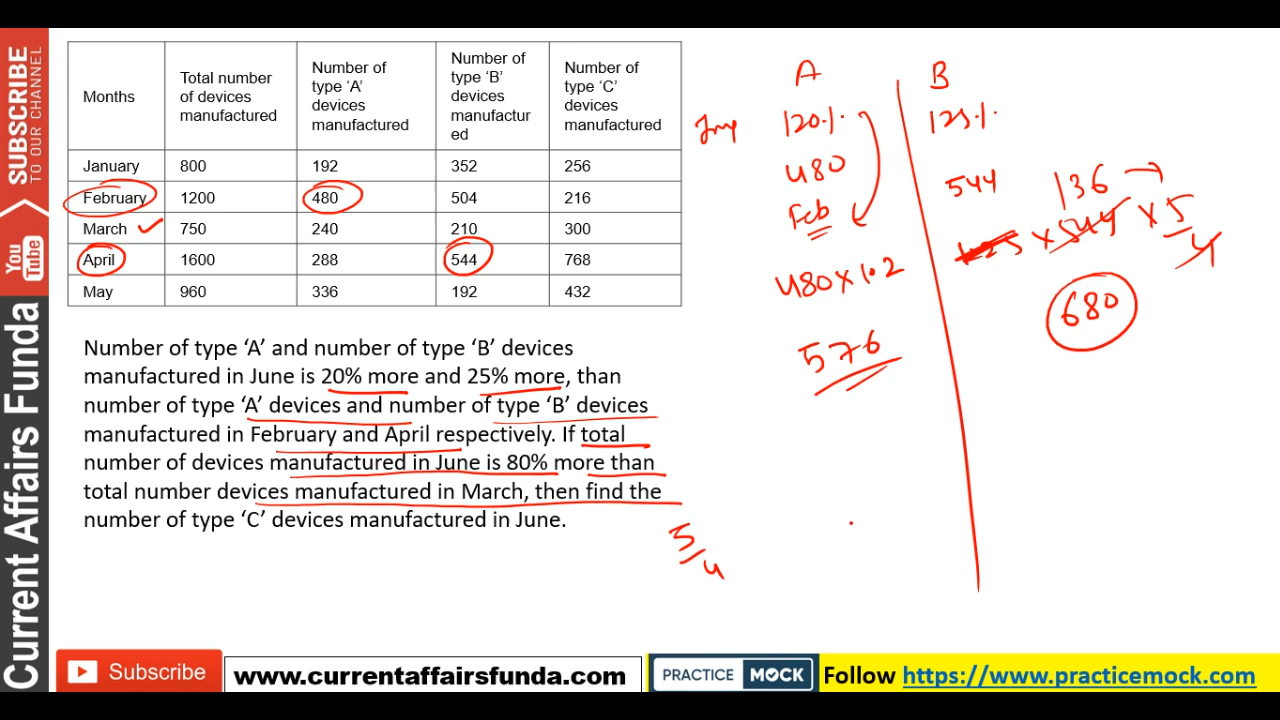 SUBSCRIBE
TO OUR CHANNEL
You Tube
Current Affairs Funda
Months | Total number of devices manufactured | Number of type ‘A’ devices manufactured | Number of type ‘B’ devices manufactur ed | Number of type ‘C’ devices manufactured
January 800 192 352 256
February 1200 480 504 216
March 750 240 210 300
April 1600 288 544 768
May 960 336 192 432
Number of type ‘A’ and number of type ‘B’ devices
manufactured in June is 20% more and 25% more, than
number of type ‘A’ devices and number of type ‘B’ devices
manufactured in February and April respectively. If total
number of devices manufactured in June is 80% more than
total number devices manufactured in March, then find the
number of type ‘C’ devices manufactured in June.
5/4
A
120%
480
Feb
480 x 1.2
576
B
125%
544 136
x 544 x 5/4
680
Subscribe
www.currentaffairsfunda.com
PRACTICE MOCK
Follow https://www.practicemock.com